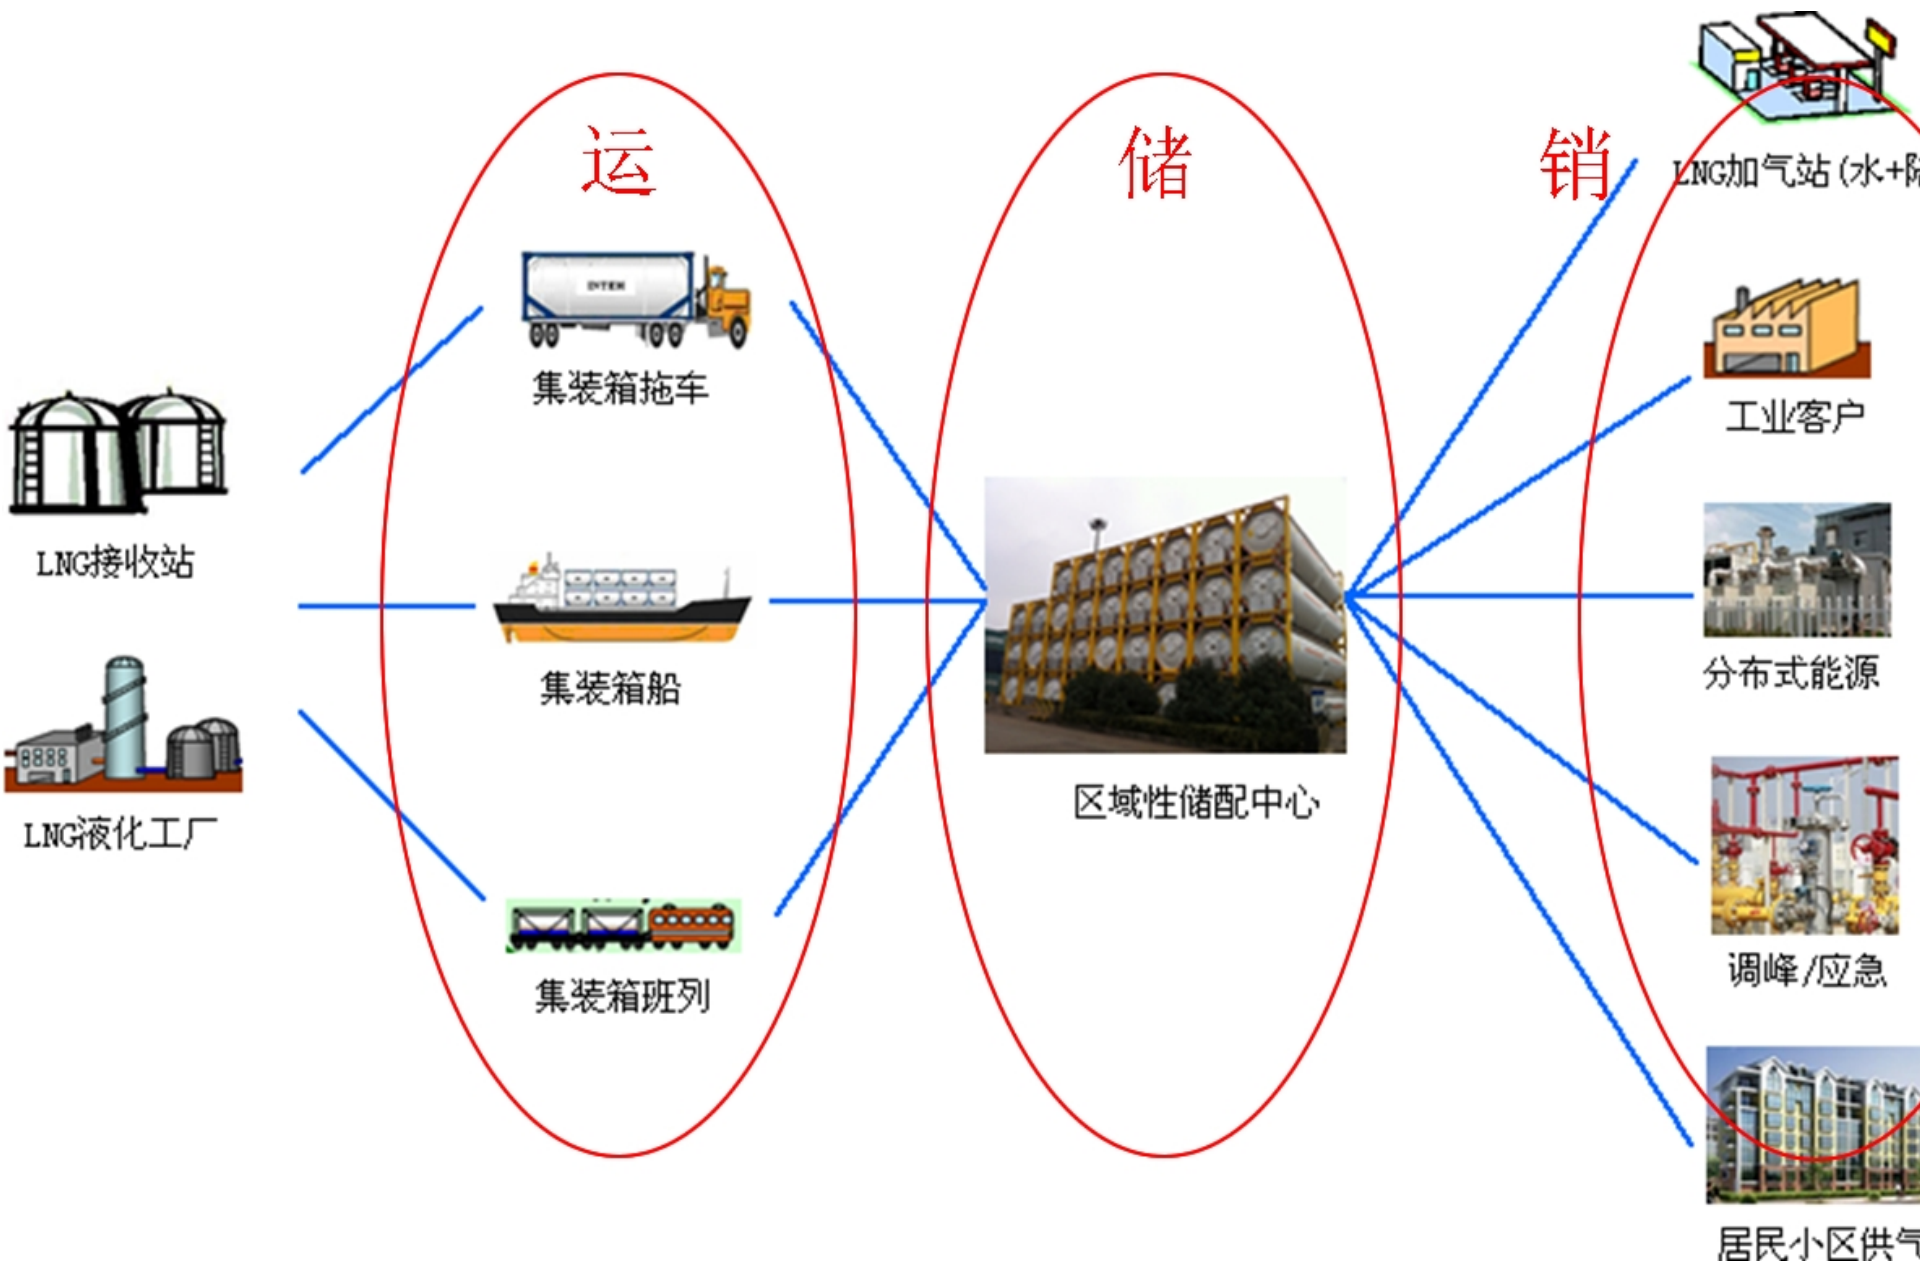 运
储
销
LNG加气站(水+陆
INTEH
集装箱拖车
工业客户
LNG接收站
集装箱船
分布式能源
区域性储配中心
LNG液化工厂
调峰/应急
集装箱班列
居民小区供气